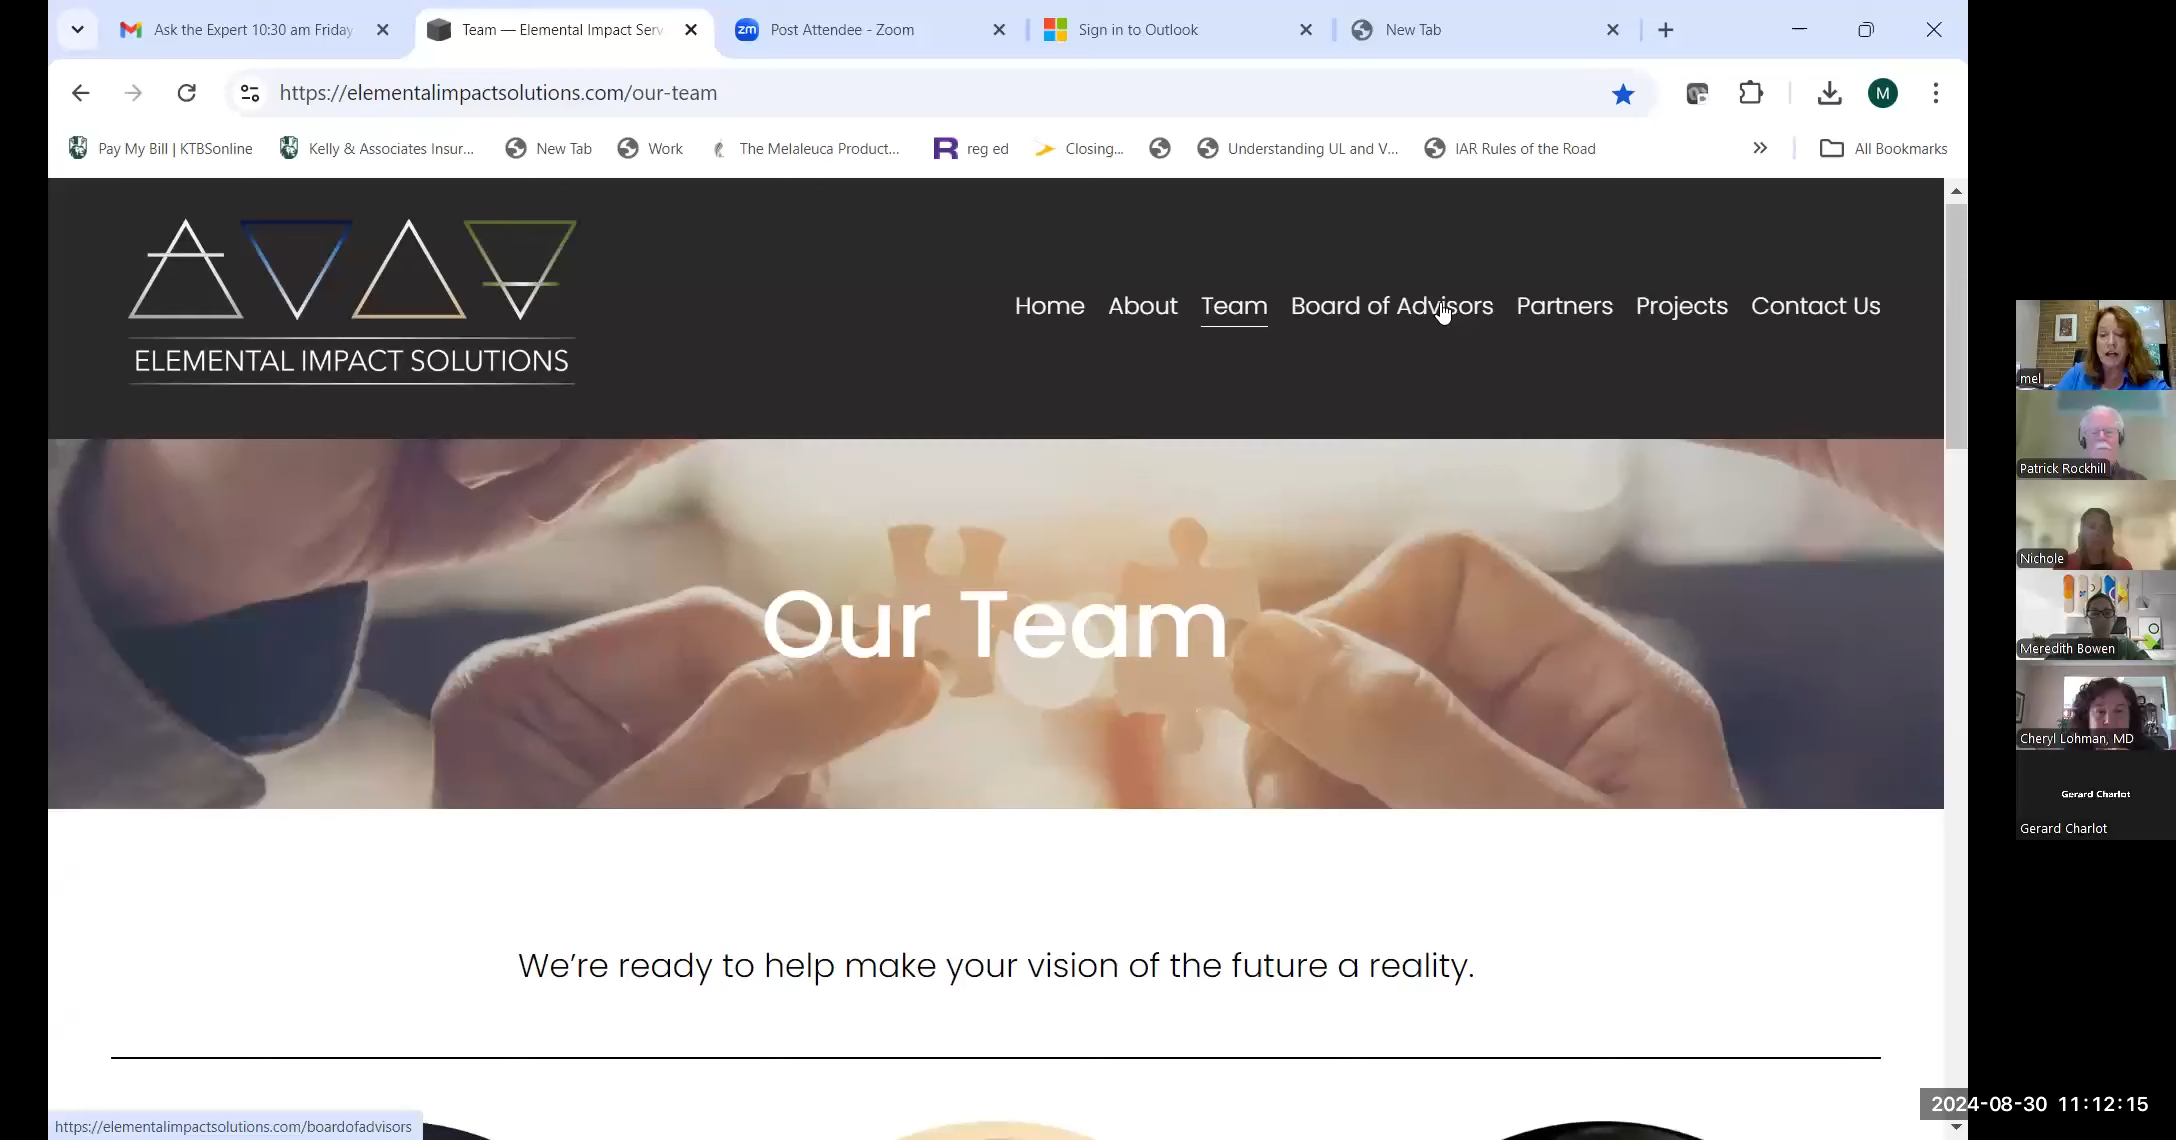 Ask the Expert 10:30 am Friday
Team — Elemental Impact Serv
zm Post Attendee - Zoom
Sign in to Outlook
New Tab
https://elementalimpactsolutions.com/our-team
M
Pay My Bill | KTBSonline
Kelly & Associates Insur...
New Tab
Work
The Melaleuca Product...
R reg ed
Closing...
Understanding UL and V...
IAR Rules of the Road
All Bookmarks
ELEMENTAL IMPACT SOLUTIONS
Home About Team Board of Advisors Partners Projects Contact Us
Our Team
We're ready to help make your vision of the future a reality.
https://elementalimpactsolutions.com/boardofadvisors
mel
Patrick Rockhill
Nichole
Meredith Bowen
Cheryl Lohman, MD
Gerard Charlot
Gerard Charlot
2024-08-30 11:12:15